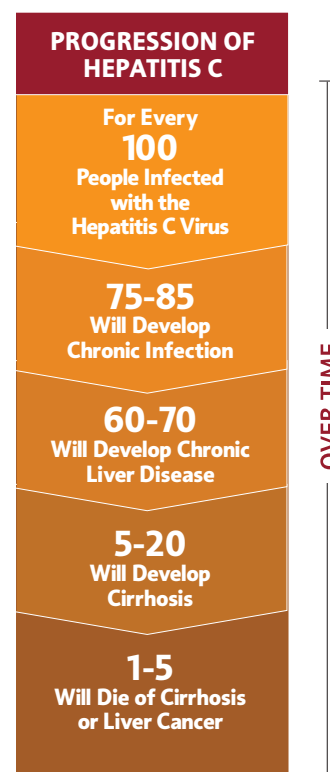 PROGRESSION OF
HEPATITIS C
For Every
100
People Infected
with the
Hepatitis C Virus
75-85
Will Develop
Chronic Infection
60-70
Will Develop Chronic
Liver Disease
5-20
Will Develop
Cirrhosis
1-5
Will Die of Cirrhosis
or Liver Cancer
OVER TIME